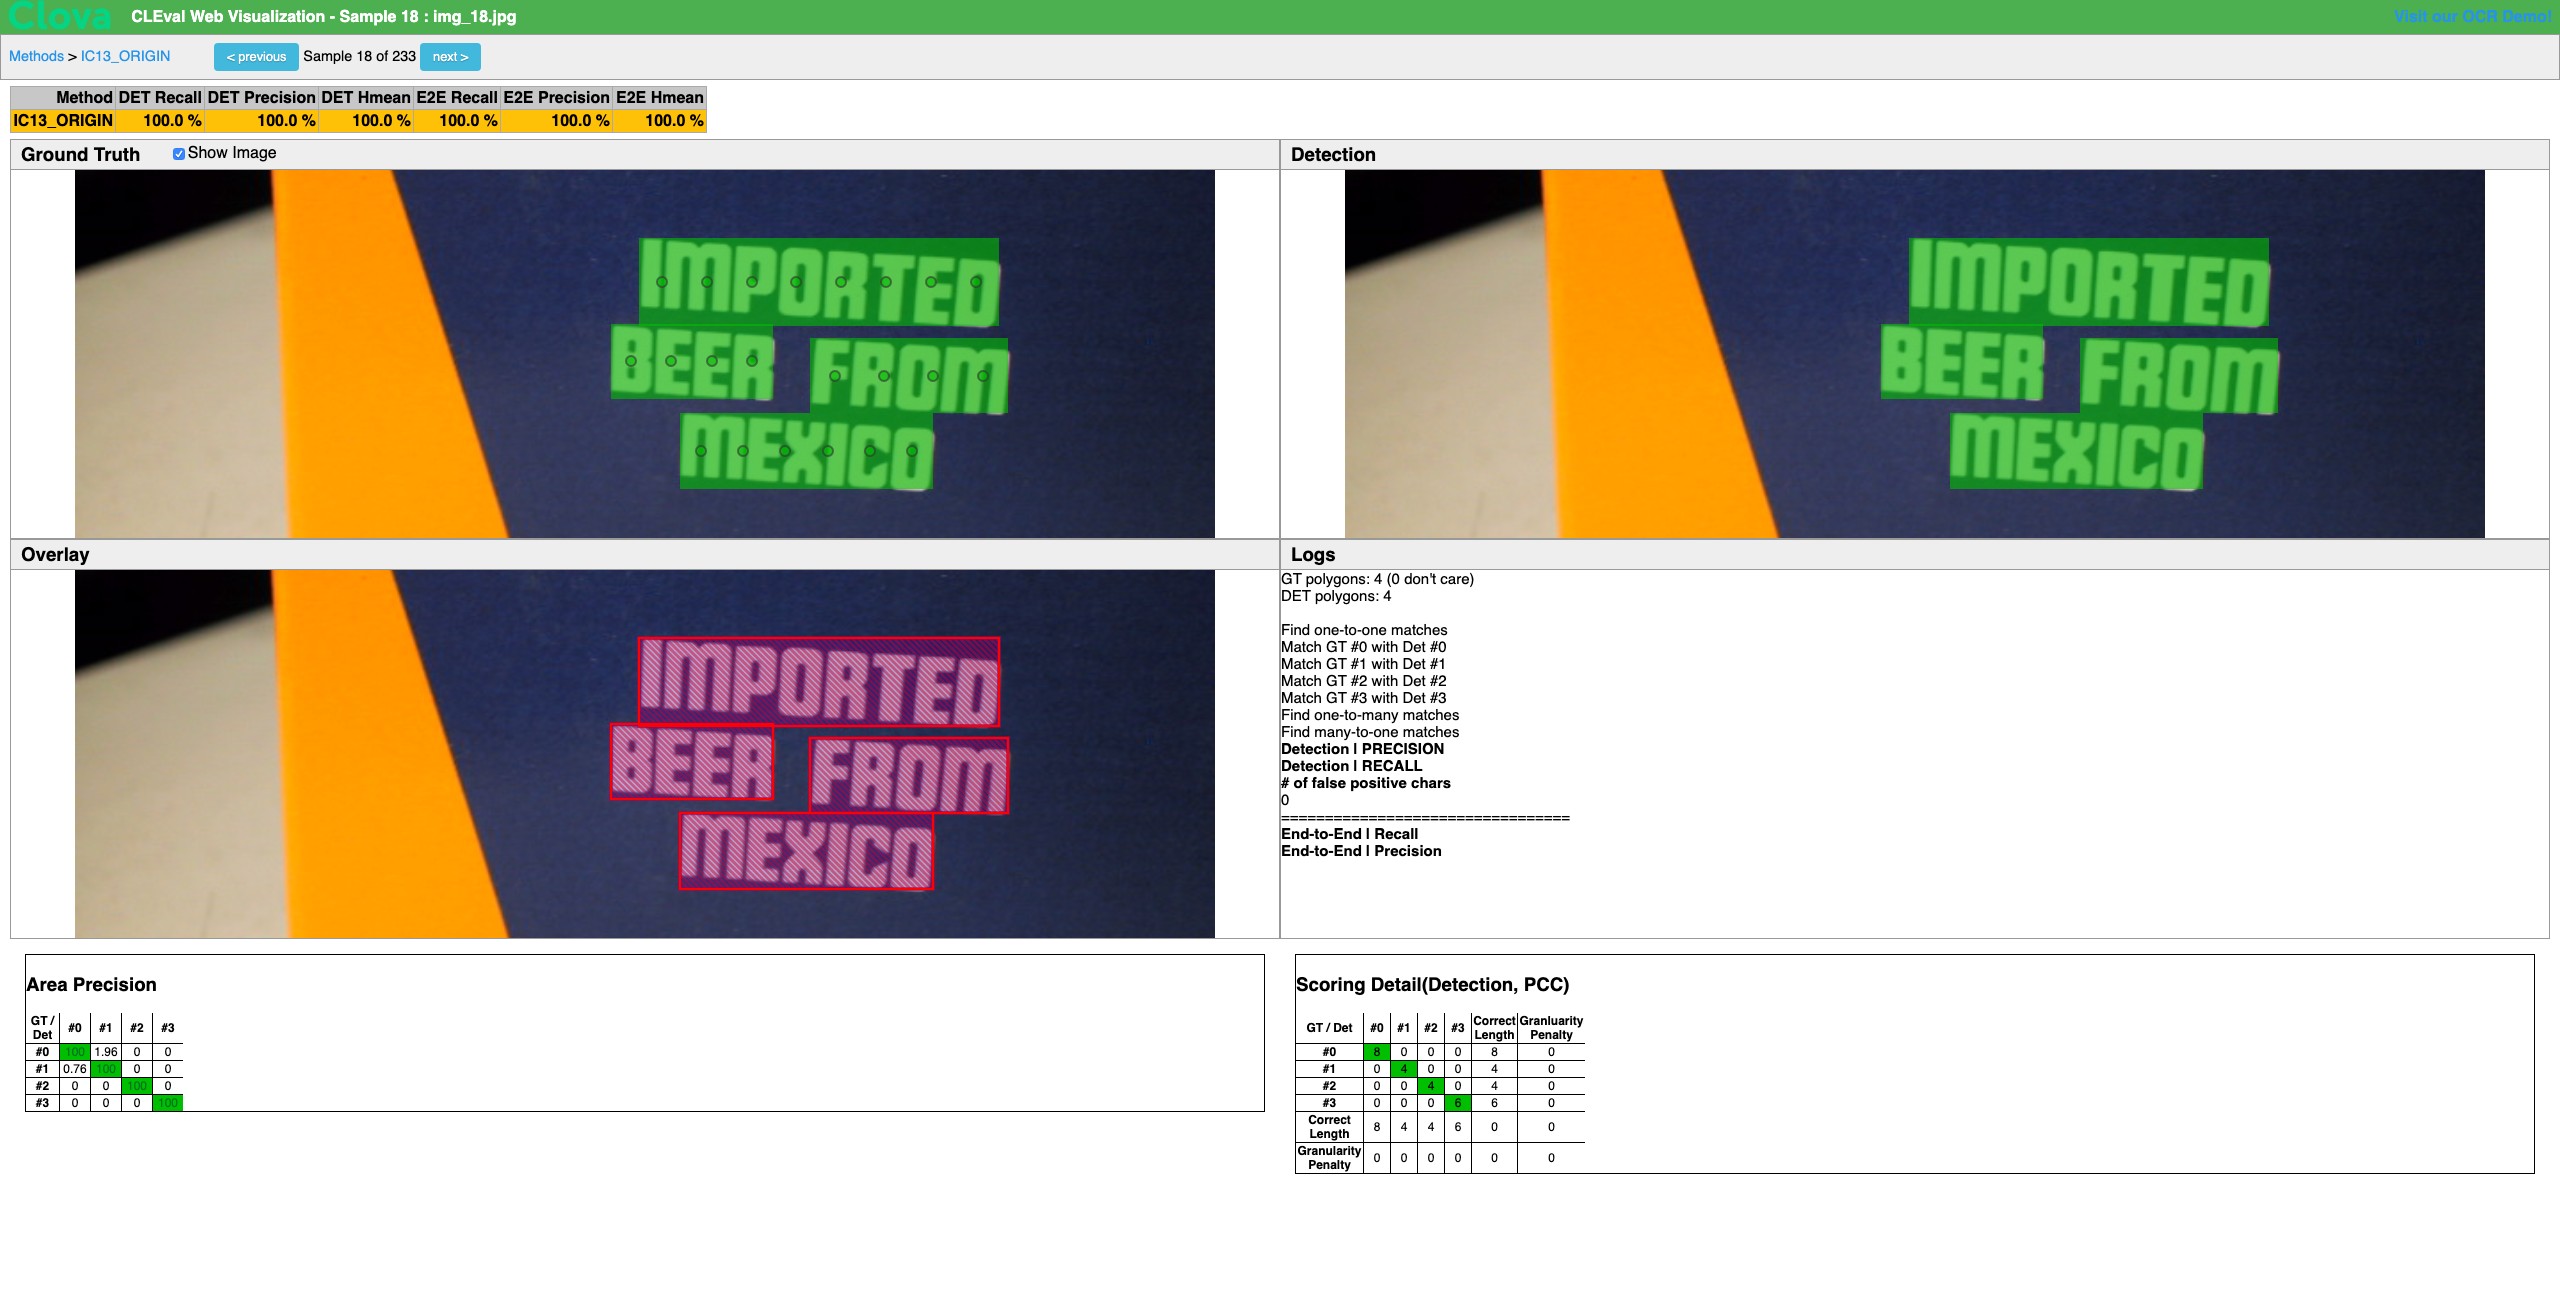 Clova CLEval Web Visualization - Sample 18 : img_18.jpg Visit our OCR Demo!
Methods > IC13_ORIGIN < previous Sample 18 of 233 next >
Method DET Recall DET Precision DET Hmean E2E Recall E2E Precision E2E Hmean
IC13_ORIGIN 100.0 % 100.0 % 100.0 % 100.0 % 100.0 % 100.0 %
Ground Truth Show Image
IMPORTED
BEER FROM
MEXICO
Detection
IMPORTED
BEER FROM
MEXICO
Overlay
IMPORTED
BEER FROM
MEXICO
Logs
GT polygons: 4 (0 don't care)
DET polygons: 4
Find one-to-one matches
Match GT #0 with Det #0
Match GT #1 with Det #1
Match GT #2 with Det #2
Match GT #3 with Det #3
Find one-to-many matches
Find many-to-one matches
Detection | PRECISION
Detection | RECALL
# of false positive chars
0
=================================
End-to-End | Recall
End-to-End | Precision
Area Precision
GT / Det #0 #1 #2 #3
#0 100 1.96 0 0
#1 0.76 100 0 0
#2 0 0 100 0
#3 0 0 0 100
Scoring Detail(Detection, PCC)
GT / Det #0 #1 #2 #3 Correct Length Granluarity Penalty
#0 8 0 0 0 8 0
#1 0 4 0 0 4 0
#2 0 0 4 0 4 0
#3 0 0 0 6 6 0
Correct Length 8 4 4 6 0 0
Granularity Penalty 0 0 0 0 0 0